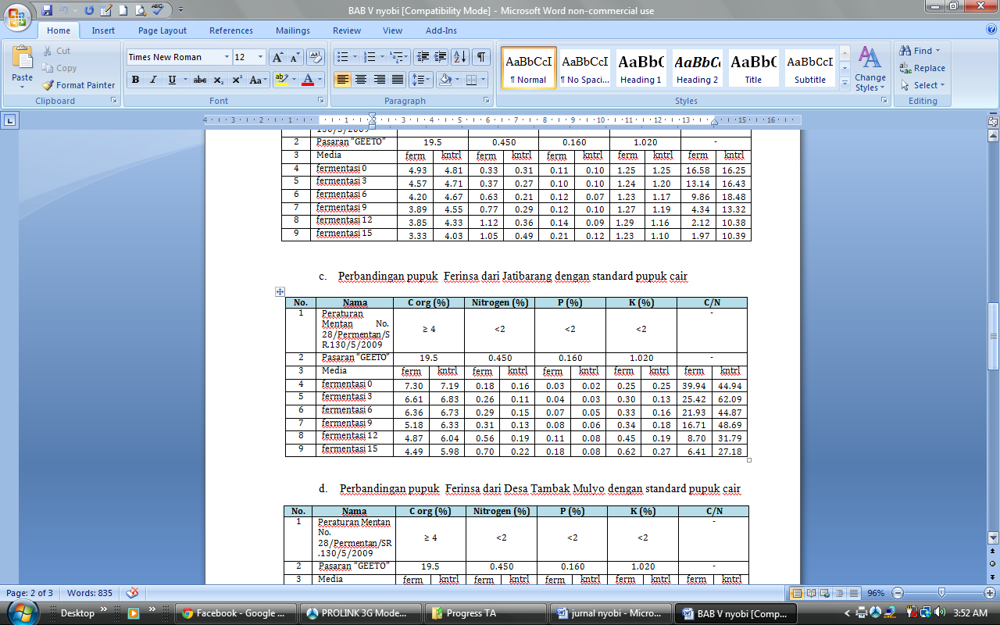 BAB V nyobi [Compatibility Mode] - Microsoft Word non-commercial use
Home Insert Page Layout References Mailings Review View Add-Ins
Paste Cut Copy Format Painter Clipboard
Times New Roman 12 Font
Paragraph
AaBbCcI AaBbCcI AaBbC AaBbCc AaBbC AaBbCcI
¶ Normal ¶ No Spaci... Heading 1 Heading 2 Title Subtitle Change Styles Styles
Find Replace Select Editing
4 3 2 1 1 2 3 4 5 6 7 8 9 10 11 12 13 15 16
130/5/2009
2 Pasaran “GEETO” 19.5 0.450 0.160 1.020 -
3 Media ferm kntrl ferm kntrl ferm kntrl ferm kntrl ferm kntrl
4 fermentasi 0 4.93 4.81 0.33 0.31 0.11 0.10 1.25 1.25 16.58 16.25
5 fermentasi 3 4.57 4.71 0.37 0.27 0.10 0.10 1.24 1.20 13.14 16.43
6 fermentasi 6 4.20 4.67 0.63 0.21 0.12 0.07 1.23 1.17 9.86 18.48
7 fermentasi 9 3.89 4.55 0.77 0.29 0.12 0.10 1.27 1.19 4.34 13.32
8 fermentasi 12 3.85 4.33 1.12 0.36 0.14 0.09 1.29 1.16 2.12 10.38
9 fermentasi 15 3.33 4.03 1.05 0.49 0.21 0.12 1.23 1.10 1.97 10.39
c. Perbandingan pupuk Ferinsa dari Jatibarang dengan standard pupuk cair
No. Nama C org (%) Nitrogen (%) P (%) K (%) C/N
1 Peraturan -
Mentan No.
28/Permentan/S ≥ 4 <2 <2 <2
R.130/5/2009
2 Pasaran “GEETO” 19.5 0.450 0.160 1.020 -
3 Media ferm kntrl ferm kntrl ferm kntrl ferm kntrl ferm kntrl
4 fermentasi 0 7.30 7.19 0.18 0.16 0.03 0.02 0.25 0.25 39.94 44.94
5 fermentasi 3 6.61 6.83 0.26 0.11 0.04 0.03 0.30 0.13 25.42 62.09
6 fermentasi 6 6.36 6.73 0.29 0.15 0.07 0.05 0.33 0.16 21.93 44.87
7 fermentasi 9 5.18 6.33 0.31 0.13 0.08 0.06 0.34 0.18 16.71 48.69
8 fermentasi 12 4.87 6.04 0.56 0.19 0.11 0.08 0.45 0.19 8.70 31.79
9 fermentasi 15 4.49 5.98 0.70 0.22 0.18 0.08 0.62 0.27 6.41 27.18
d. Perbandingan pupuk Ferinsa dari Desa Tambak Mulyo dengan standard pupuk cair
No. Nama C org (%) Nitrogen (%) P (%) K (%) C/N
1 Peraturan Mentan -
No.
28/Permentan/SR ≥ 4 <2 <2 <2
.130/5/2009
2 Pasaran “GEETO” 19.5 0.450 0.160 1.020 -
3 Media ferm kntrl ferm kntrl ferm kntrl ferm kntrl ferm kntrl
Page: 2 of 3 Words: 835 96%
Desktop Facebook - Google ... PROLINK 3G Mode... Progress TA jurnal nyobi - Micro... BAB V nyobi [Comp... 3:52 AM